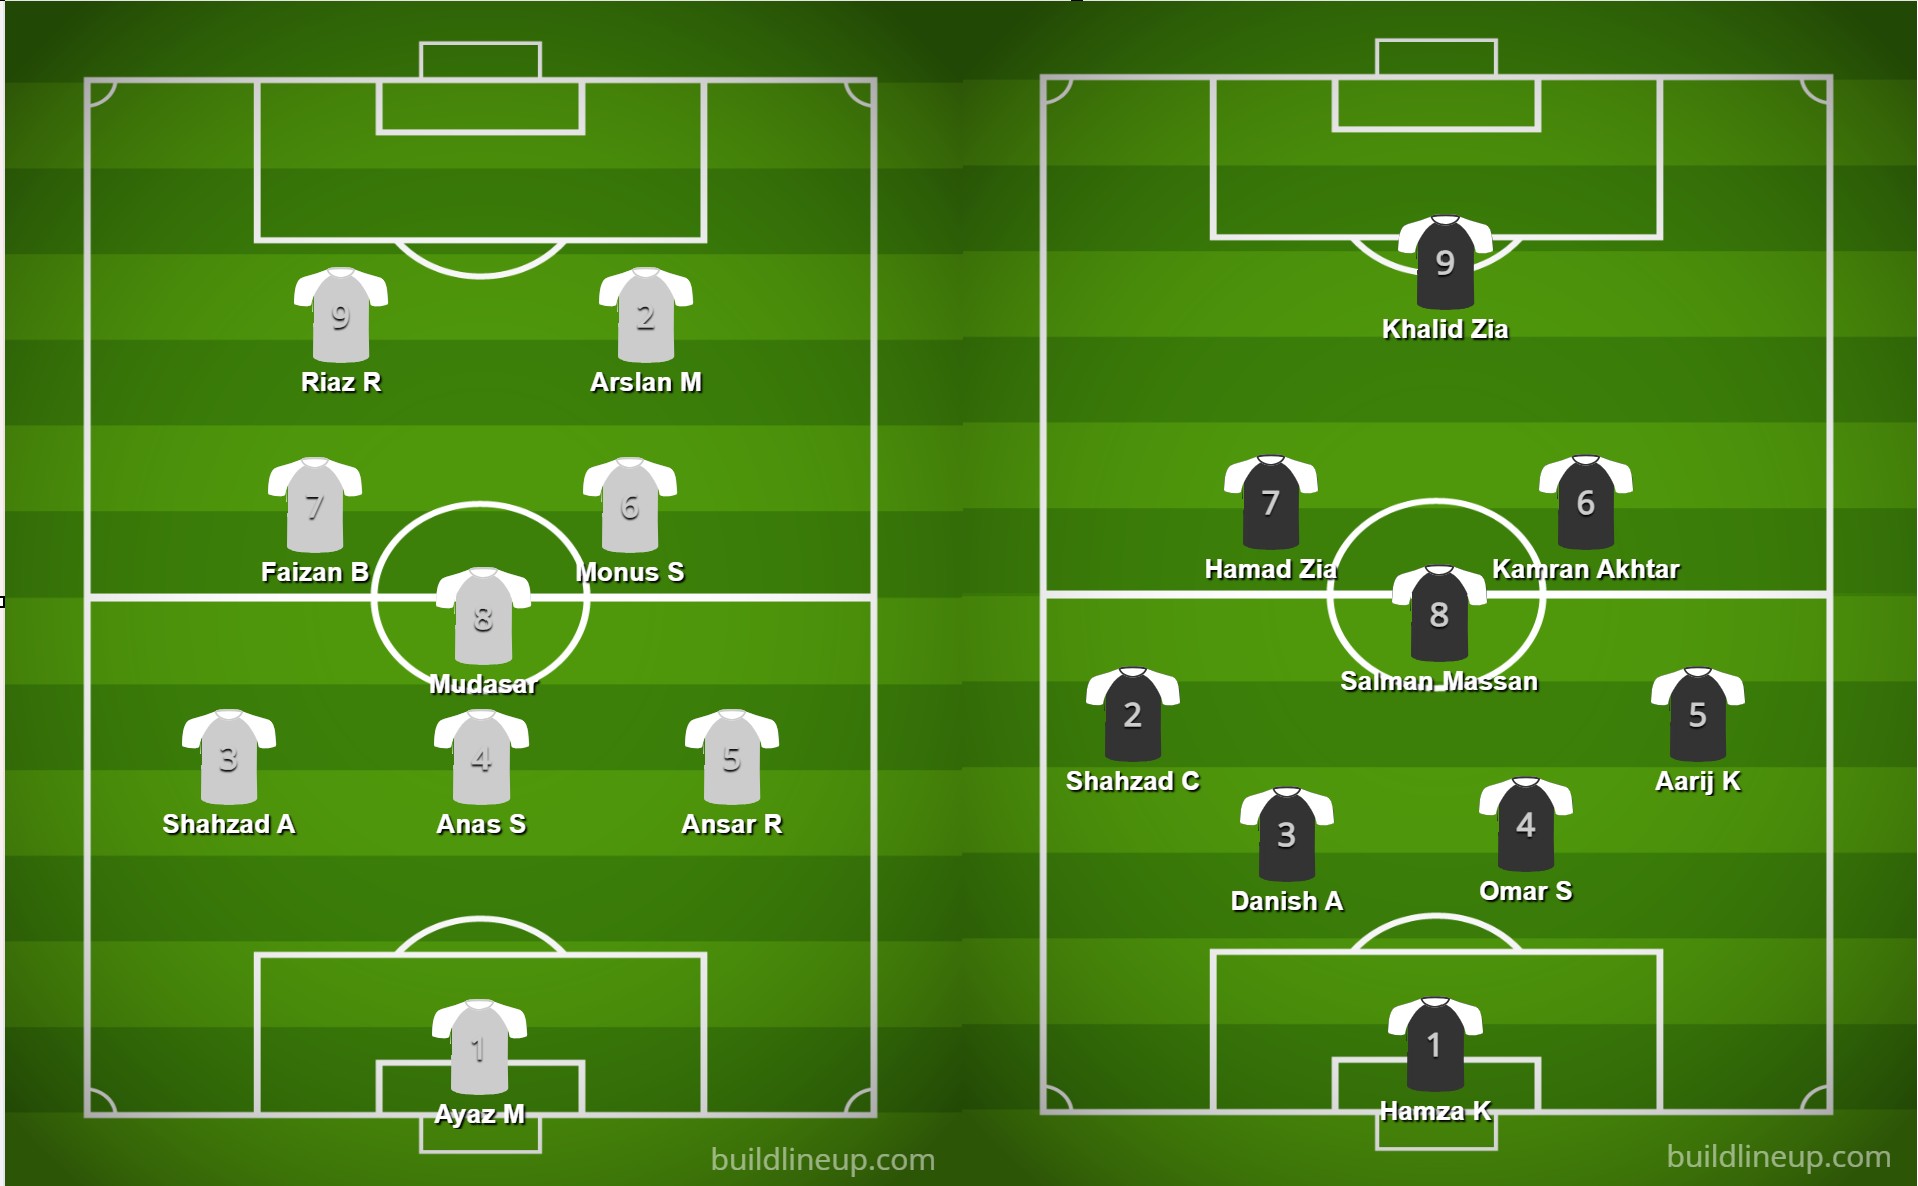 9
Riaz R
2
Arslan M
7
Faizan B
6
Monus S
8
Mudasar
3
Shahzad A
4
Anas S
5
Ansar R
1
Ayaz M
buildlineup.com
9
Khalid Zia
7
Hamad Zia
6
Kamran Akhtar
8
Salman Massan
2
Shahzad C
5
Aarij K
3
Danish A
4
Omar S
1
Hamza K
buildlineup.com